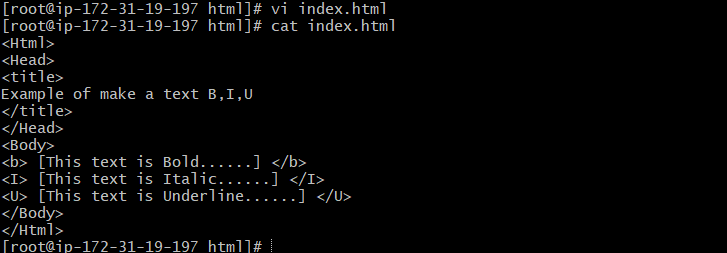 [root@ip-172-31-19-197 html]# vi index.html
[root@ip-172-31-19-197 html]# cat index.html
<Html>
<Head>
<title>
Example of make a text B,I,U
</title>
</Head>
<Body>
<b> [This text is Bold......] </b>
<I> [This text is Italic......] </I>
<U> [This text is Underline......] </U>
</Body>
</Html>
[root@ip-172-31-19-197 html]#